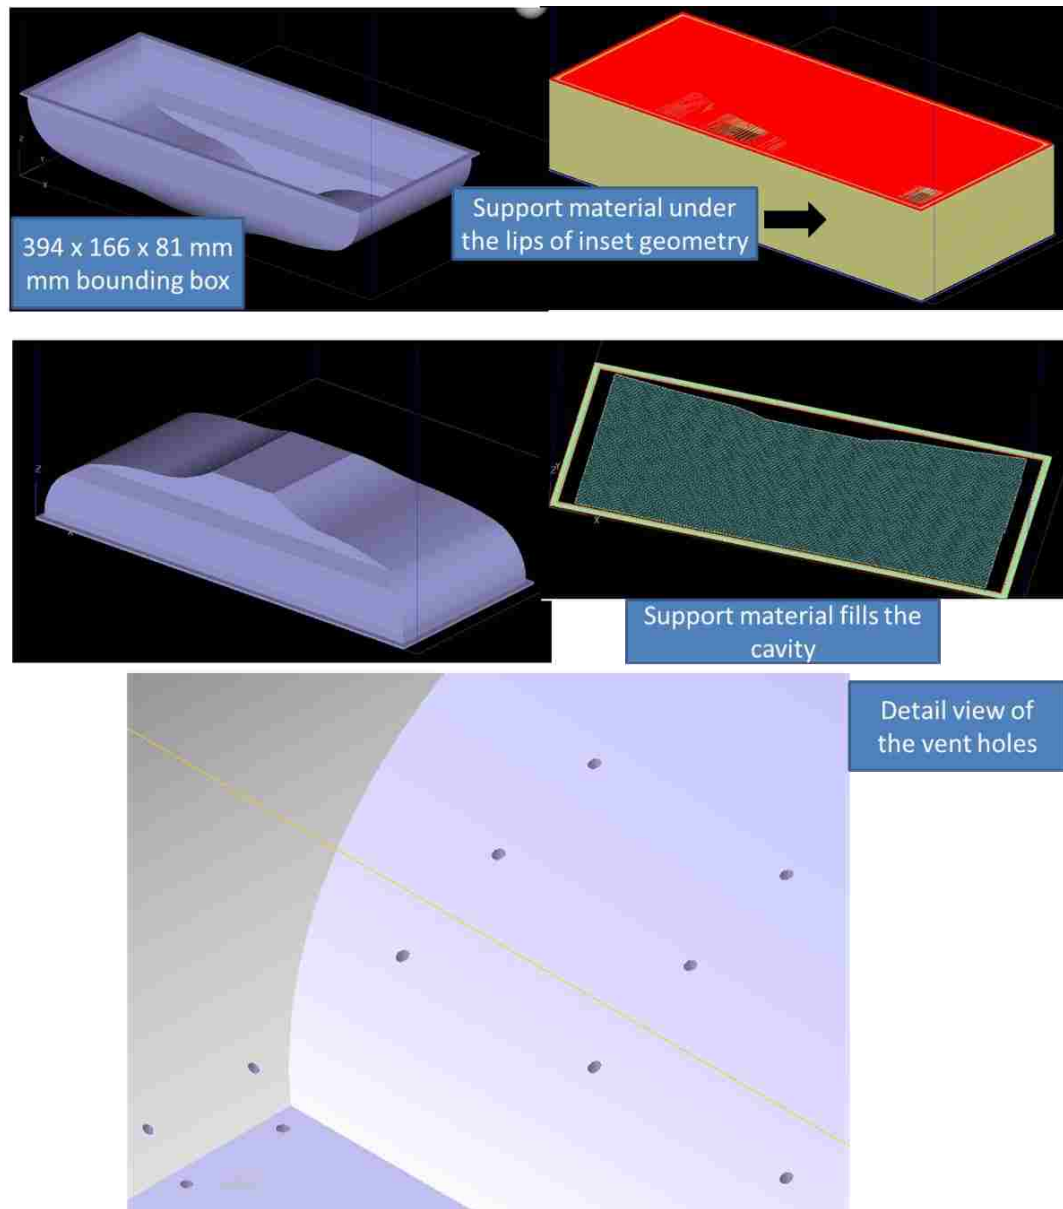 394 x 166 x 81 mm
mm bounding box
Support material under
the lips of inset geometry
Support material fills the
cavity
Detail view of
the vent holes